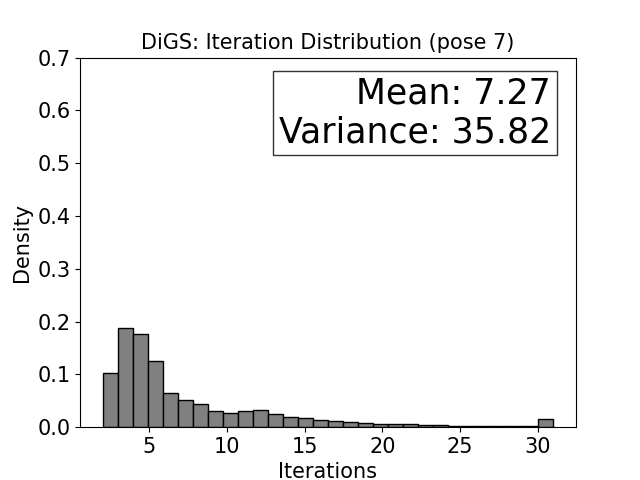 DiGS: Iteration Distribution (pose 7)
Mean: 7.27
Variance: 35.82
Density
0.7
0.6
0.5
0.4
0.3
0.2
0.1
0.0
5 10 15 20 25 30
Iterations